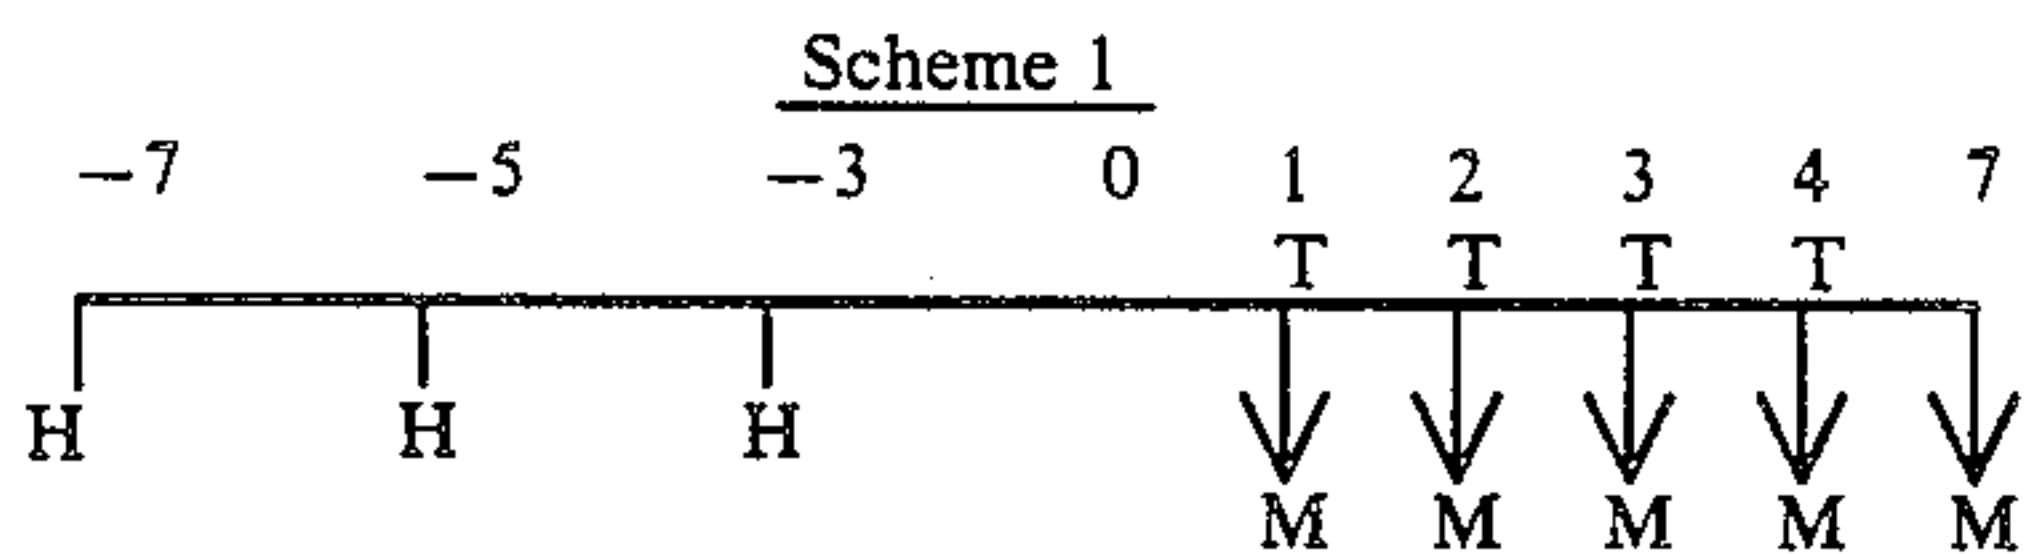 Scheme 1
−7 −5 −3 0 1 2 3 4 7
T T T T
H H H
M M M M M